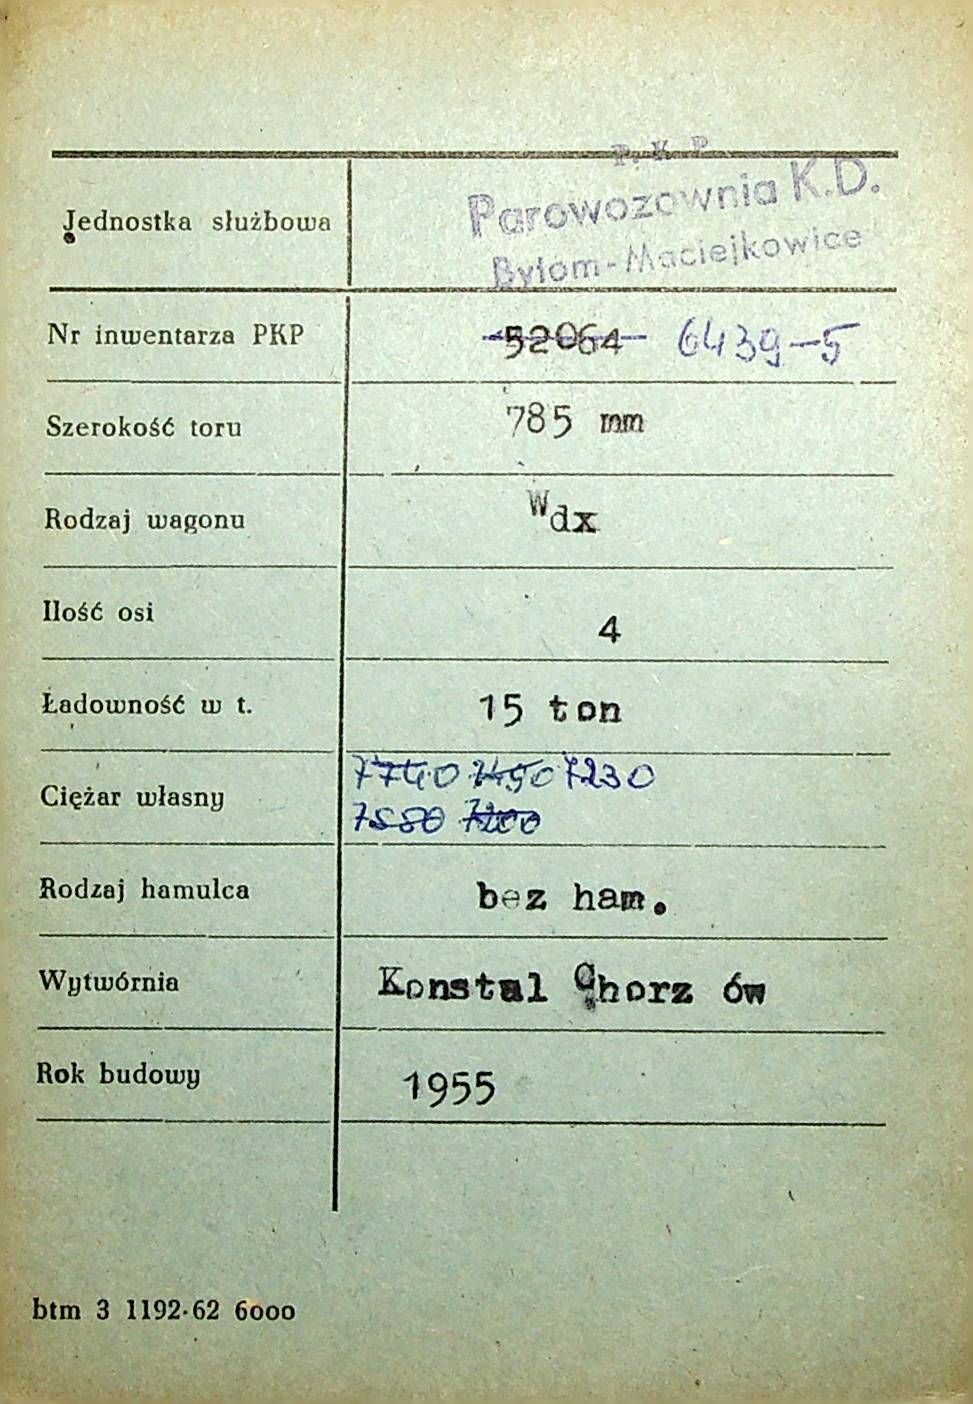 P. K. P
Jednostka służbowa Parowozownia K.D.
Bytom-Maciejkowice
Nr inwentarza PKP 52064 6439-5
Szerokość toru 785 mm
Rodzaj wagonu Wdx
Ilość osi 4
Ładowność w t. 15 ton
Ciężar własny 7740 7450 7230
7550 7200
Rodzaj hamulca bez ham.
Wytwórnia Konstal Chorz ów
Rok budowy 1955
btm 3 1192-62 6000